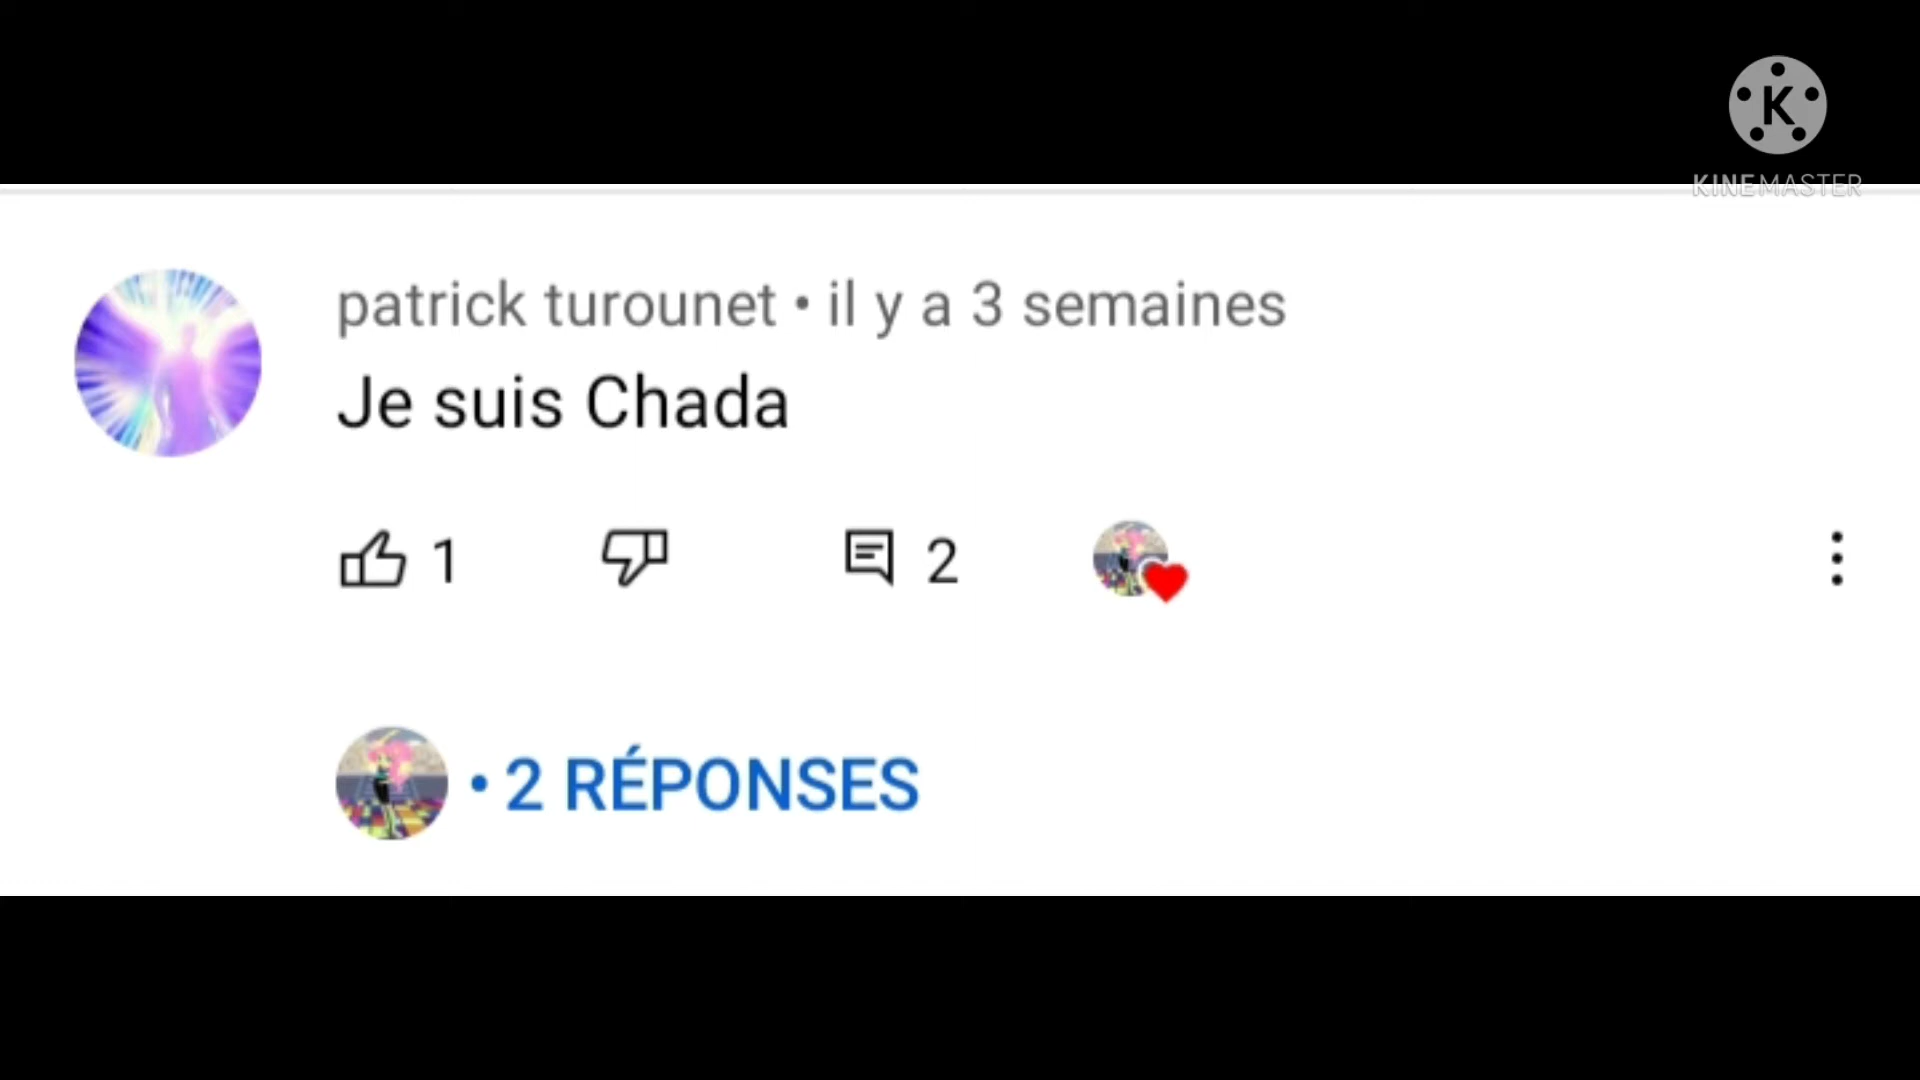 K
KINEMASTER
patrick turounet • il y a 3 semaines
Je suis Chada
1
2
• 2 RÉPONSES